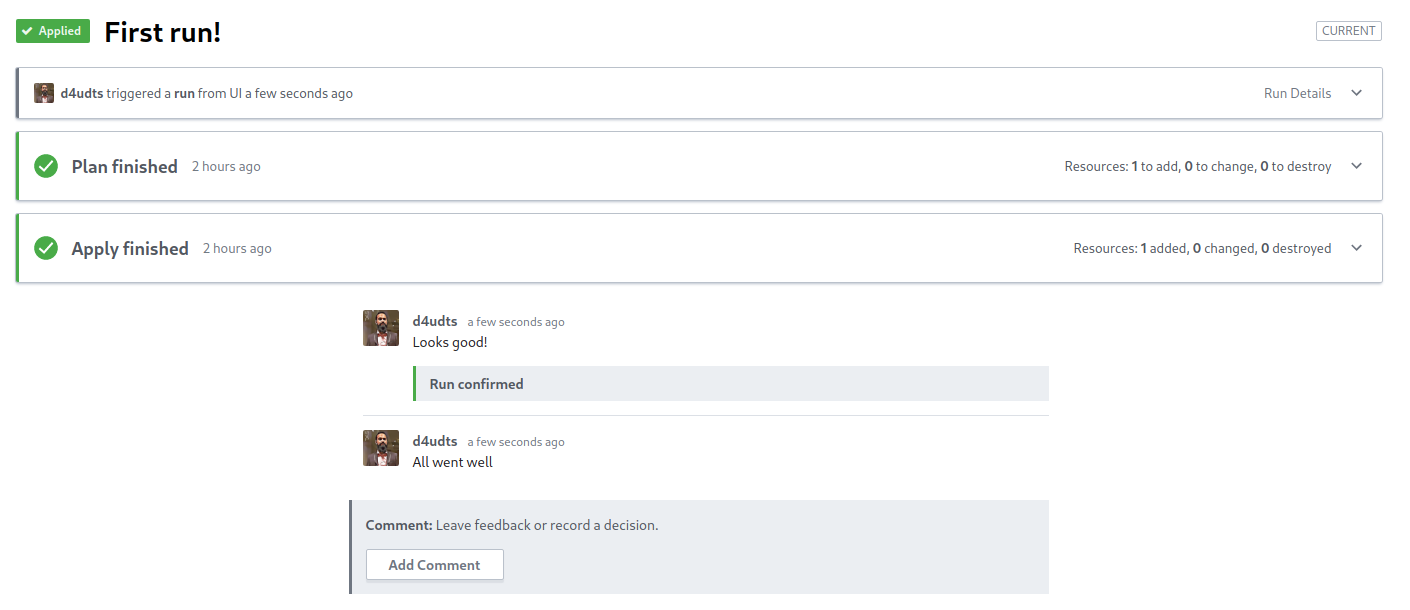 Applied First run! CURRENT
d4udts triggered a run from UI a few seconds ago Run Details
Plan finished 2 hours ago Resources: 1 to add, 0 to change, 0 to destroy
Apply finished 2 hours ago Resources: 1 added, 0 changed, 0 destroyed
d4udts a few seconds ago
Looks good!
Run confirmed
d4udts a few seconds ago
All went well
Comment: Leave feedback or record a decision.
Add Comment